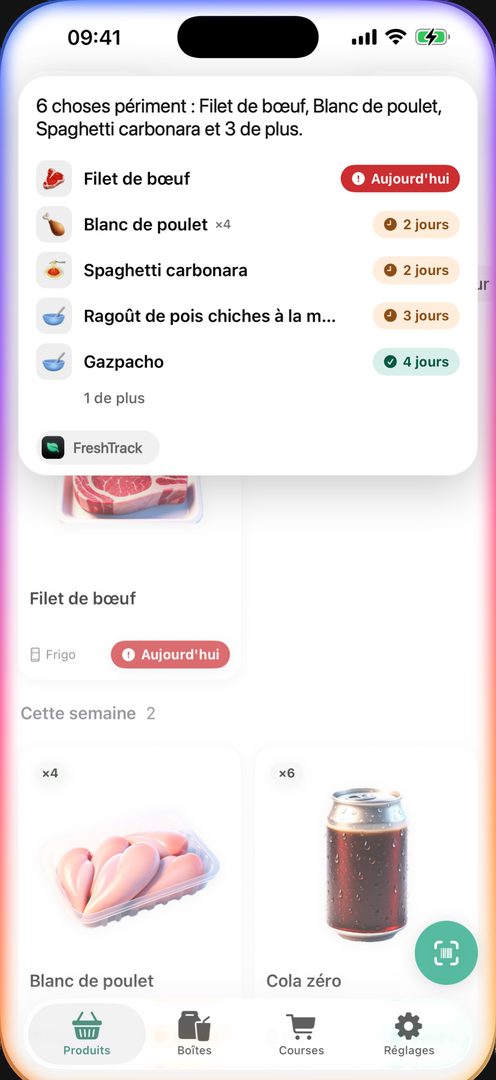 09:41
6 choses périment : Filet de bœuf, Blanc de poulet,
Spaghetti carbonara et 3 de plus.
Filet de bœuf
Aujourd'hui
Blanc de poulet ×4
2 jours
Spaghetti carbonara
2 jours
Ragoût de pois chiches à la m...
3 jours
Gazpacho
4 jours
1 de plus
FreshTrack
ur
Filet de bœuf
Frigo
Aujourd'hui
Cette semaine 2
×4
×6
Blanc de poulet
Cola zéro
Produits
Boîtes
Courses
Réglages